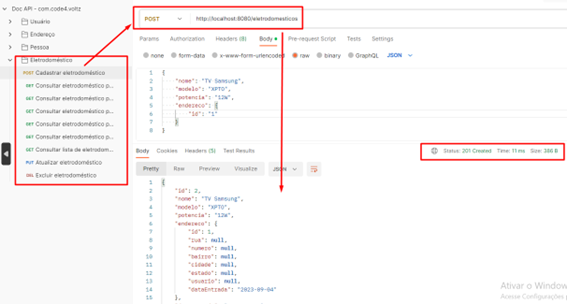 Doc API - com.code4.voltz
Usuário
Endereço
Pessoa
Eletrodoméstico
POST Cadastrar eletrodoméstico
GET Consultar eletrodoméstico p...
GET Consultar eletrodoméstico p...
GET Consultar eletrodoméstico p...
GET Consultar eletrodoméstico p...
GET Consultar lista de eletrodom...
PUT Atualizar eletrodoméstico
DEL Excluir eletrodoméstico
POST http://localhost:8080/eletrodomesticos
Params Authorization Headers (8) Body Pre-request Script Tests Settings
none form-data x-www-form-urlencoded raw binary GraphQL JSON
1 {
2 "nome": "TV Samsung",
3 "modelo": "XPTO",
4 "potencia": "12W",
5 "endereco": {
6 "id": "1"
7 }
8 }
Body Cookies Headers (5) Test Results
Status: 201 Created Time: 11 ms Size: 386 B
Pretty Raw Preview Visualize JSON
1 {
2 "id": 2,
3 "nome": "TV Samsung",
4 "modelo": "XPTO",
5 "potencia": "12W",
6 "endereco": {
7 "id": 1,
8 "rua": null,
9 "numero": null,
10 "bairro": null,
11 "cidade": null,
12 "estado": null,
13 "usuario": null,
14 "dataEntrada": "2023-09-04"
15 },
Ativar o Window
Acesse Configurações p